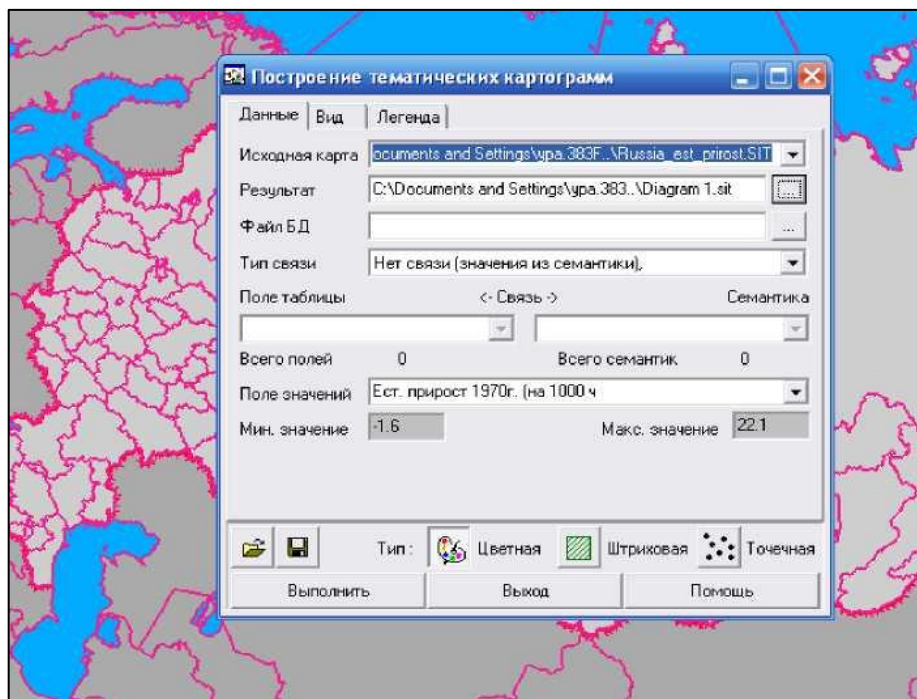 Построение тематических картограмм
Данные Вид Легенда
Исходная карта ocuments and Settings\ура.383F..\Russia_est_prirost.SIT
Результат C:\Documents and Settings\ура.383..\Diagram 1.sit
Файл БД ...
Тип связи Нет связи (значения из семантики),
Поле таблицы <- Связь -> Семантика
Всего полей 0 Всего семантик 0
Поле значений Ест. прирост 1970г. (на 1000 ч
Мин. значение -1.6 Макс. значение 22.1
Тип : Цветная Штриховая Точечная
Выполнить Выход Помощь